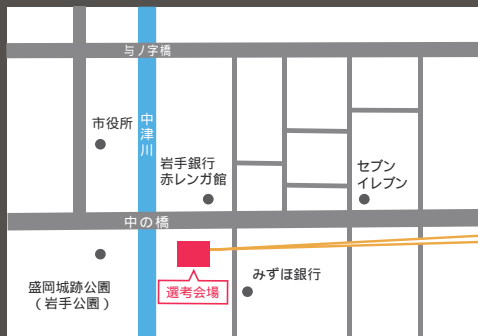 与ノ字橋
市役所
中津川
岩手銀行
赤レンガ館
セブン
イレブン
中の橋
盛岡城跡公園
（岩手公園）
選考会場
みずほ銀行